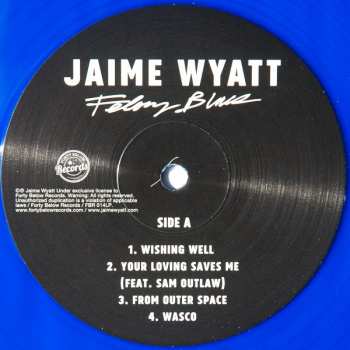 JAIME WYATT
Felony Blues
Records
©℗ Jaime Wyatt Under exclusive license to
Forty Below Records. Warning: All rights reserved.
Unauthorized duplication is a violation of applicable
laws / Forty Below Records / FBR 014LP.
www.fortybelowrecords.com / www.jaimewyatt.com
SIDE A
1. WISHING WELL
2. YOUR LOVING SAVES ME
(FEAT. SAM OUTLAW)
3. FROM OUTER SPACE
4. WASCO